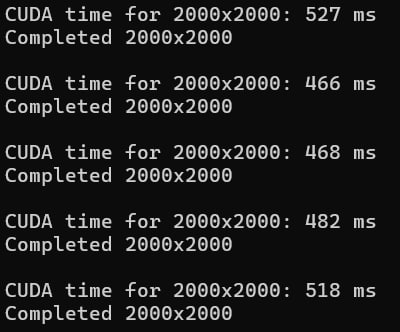 CUDA time for 2000x2000: 527 ms
Completed 2000x2000
CUDA time for 2000x2000: 466 ms
Completed 2000x2000
CUDA time for 2000x2000: 468 ms
Completed 2000x2000
CUDA time for 2000x2000: 482 ms
Completed 2000x2000
CUDA time for 2000x2000: 518 ms
Completed 2000x2000